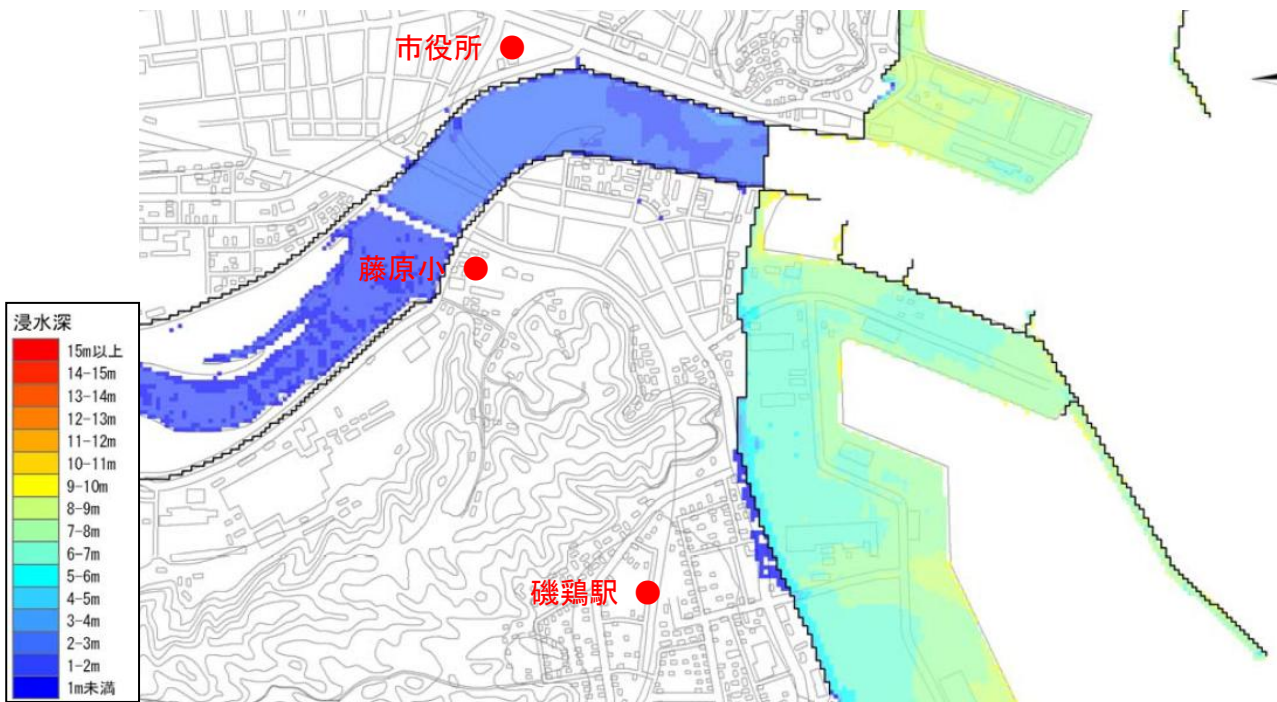 市役所
藤原小
磯鶏駅
浸水深
15m以上
14-15m
13-14m
12-13m
11-12m
10-11m
9-10m
8-9m
7-8m
6-7m
5-6m
4-5m
3-4m
2-3m
1-2m
1m未満